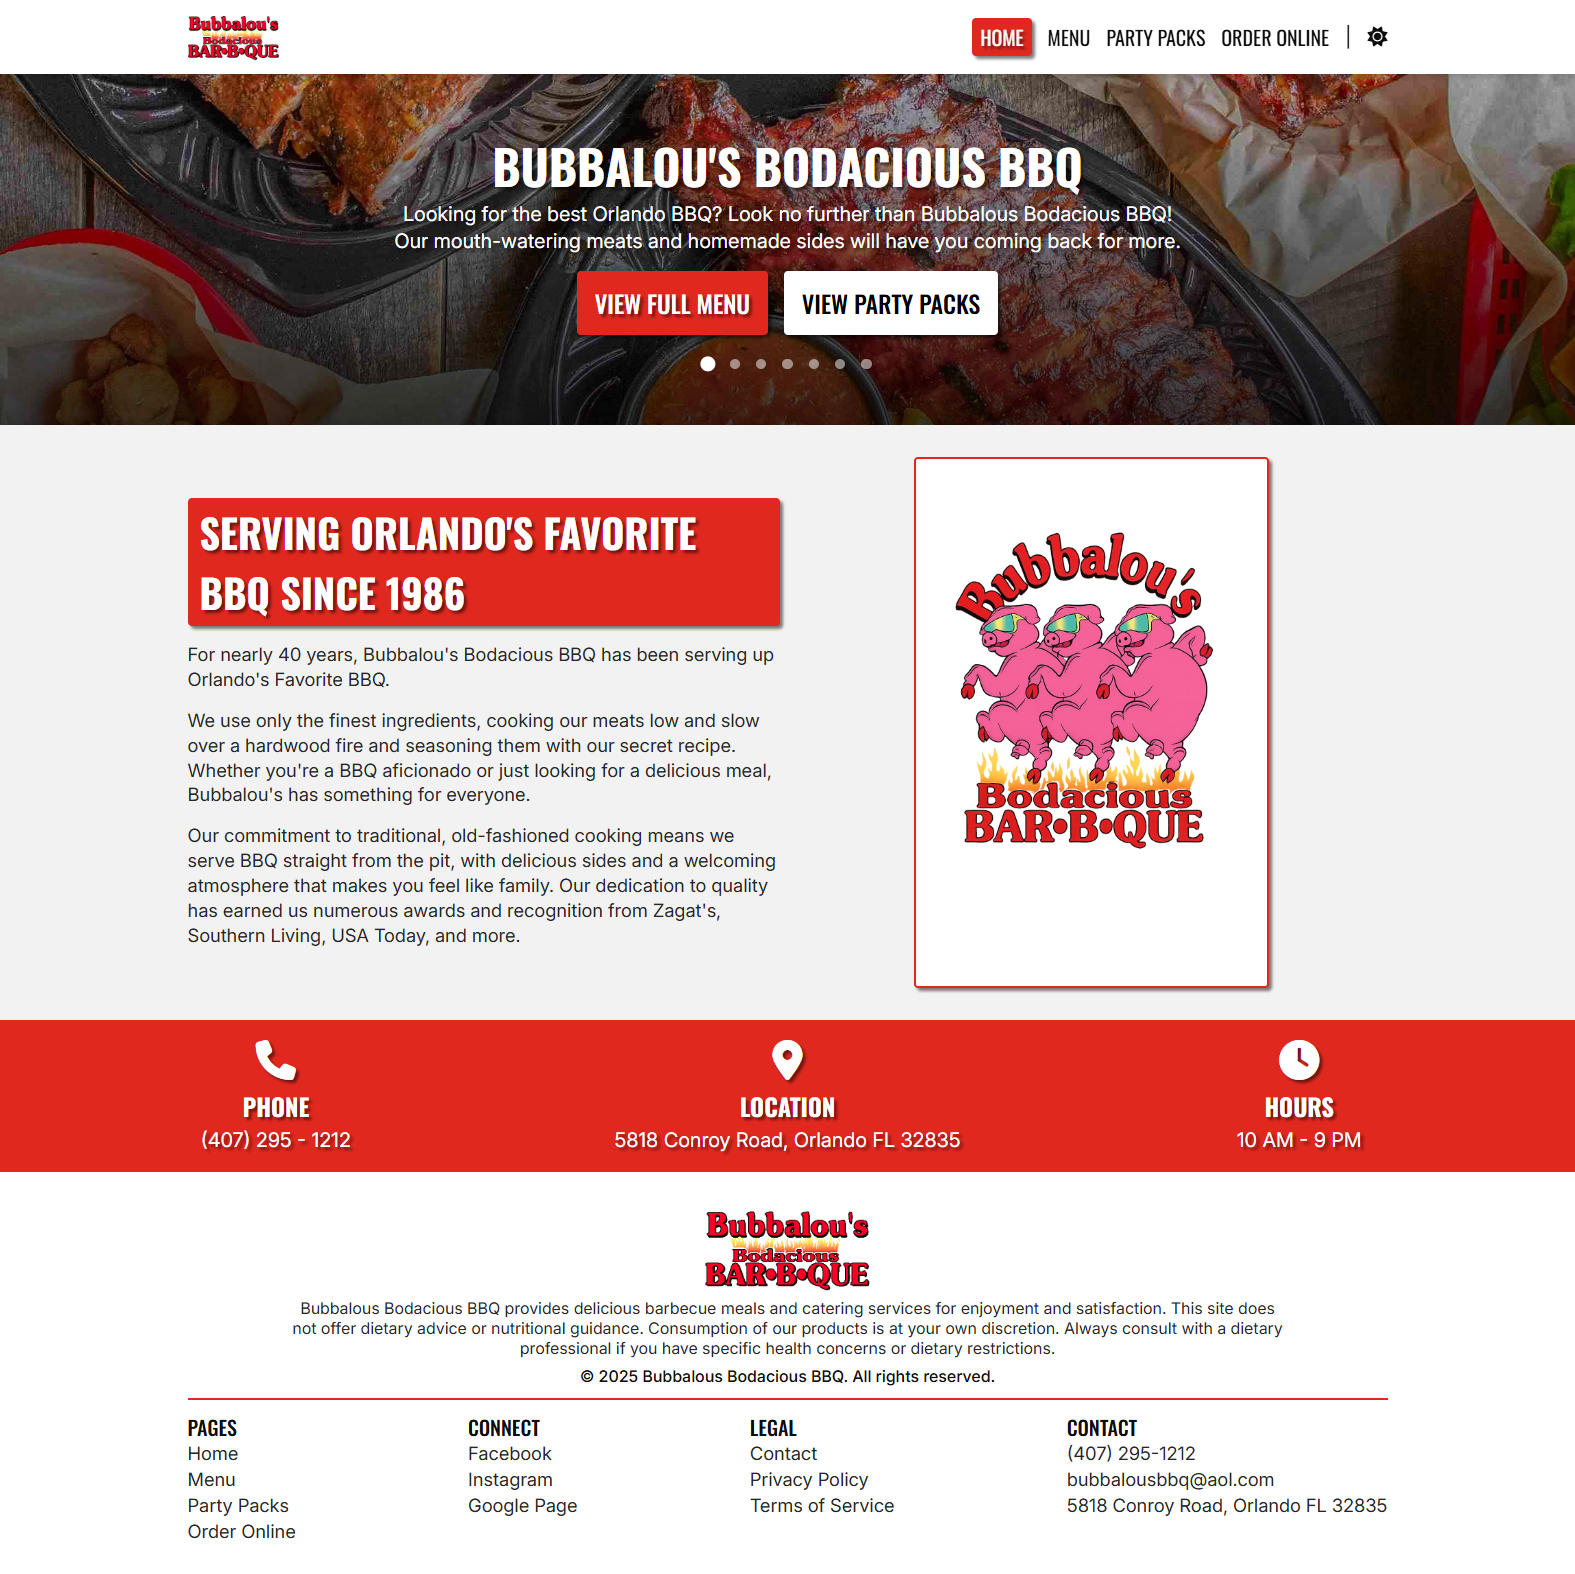 Bubbalou's
Bodacious
BAR•B•QUE
HOME MENU PARTY PACKS ORDER ONLINE |
BUBBALOU'S BODACIOUS BBQ
Looking for the best Orlando BBQ? Look no further than Bubbalous Bodacious BBQ!
Our mouth-watering meats and homemade sides will have you coming back for more.
VIEW FULL MENU
VIEW PARTY PACKS
SERVING ORLANDO'S FAVORITE
BBQ SINCE 1986
For nearly 40 years, Bubbalou's Bodacious BBQ has been serving up
Orlando's Favorite BBQ.
We use only the finest ingredients, cooking our meats low and slow
over a hardwood fire and seasoning them with our secret recipe.
Whether you're a BBQ aficionado or just looking for a delicious meal,
Bubbalou's has something for everyone.
Our commitment to traditional, old-fashioned cooking means we
serve BBQ straight from the pit, with delicious sides and a welcoming
atmosphere that makes you feel like family. Our dedication to quality
has earned us numerous awards and recognition from Zagat's,
Southern Living, USA Today, and more.
Bubbalou's
Bodacious
BAR•B•QUE
PHONE
(407) 295 - 1212
LOCATION
5818 Conroy Road, Orlando FL 32835
HOURS
10 AM - 9 PM
Bubbalou's
Bodacious
BAR•B•QUE
Bubbalous Bodacious BBQ provides delicious barbecue meals and catering services for enjoyment and satisfaction. This site does
not offer dietary advice or nutritional guidance. Consumption of our products is at your own discretion. Always consult with a dietary
professional if you have specific health concerns or dietary restrictions.
© 2025 Bubbalous Bodacious BBQ. All rights reserved.
PAGES
Home
Menu
Party Packs
Order Online
CONNECT
Facebook
Instagram
Google Page
LEGAL
Contact
Privacy Policy
Terms of Service
CONTACT
(407) 295-1212
bubbalousbbq@aol.com
5818 Conroy Road, Orlando FL 32835